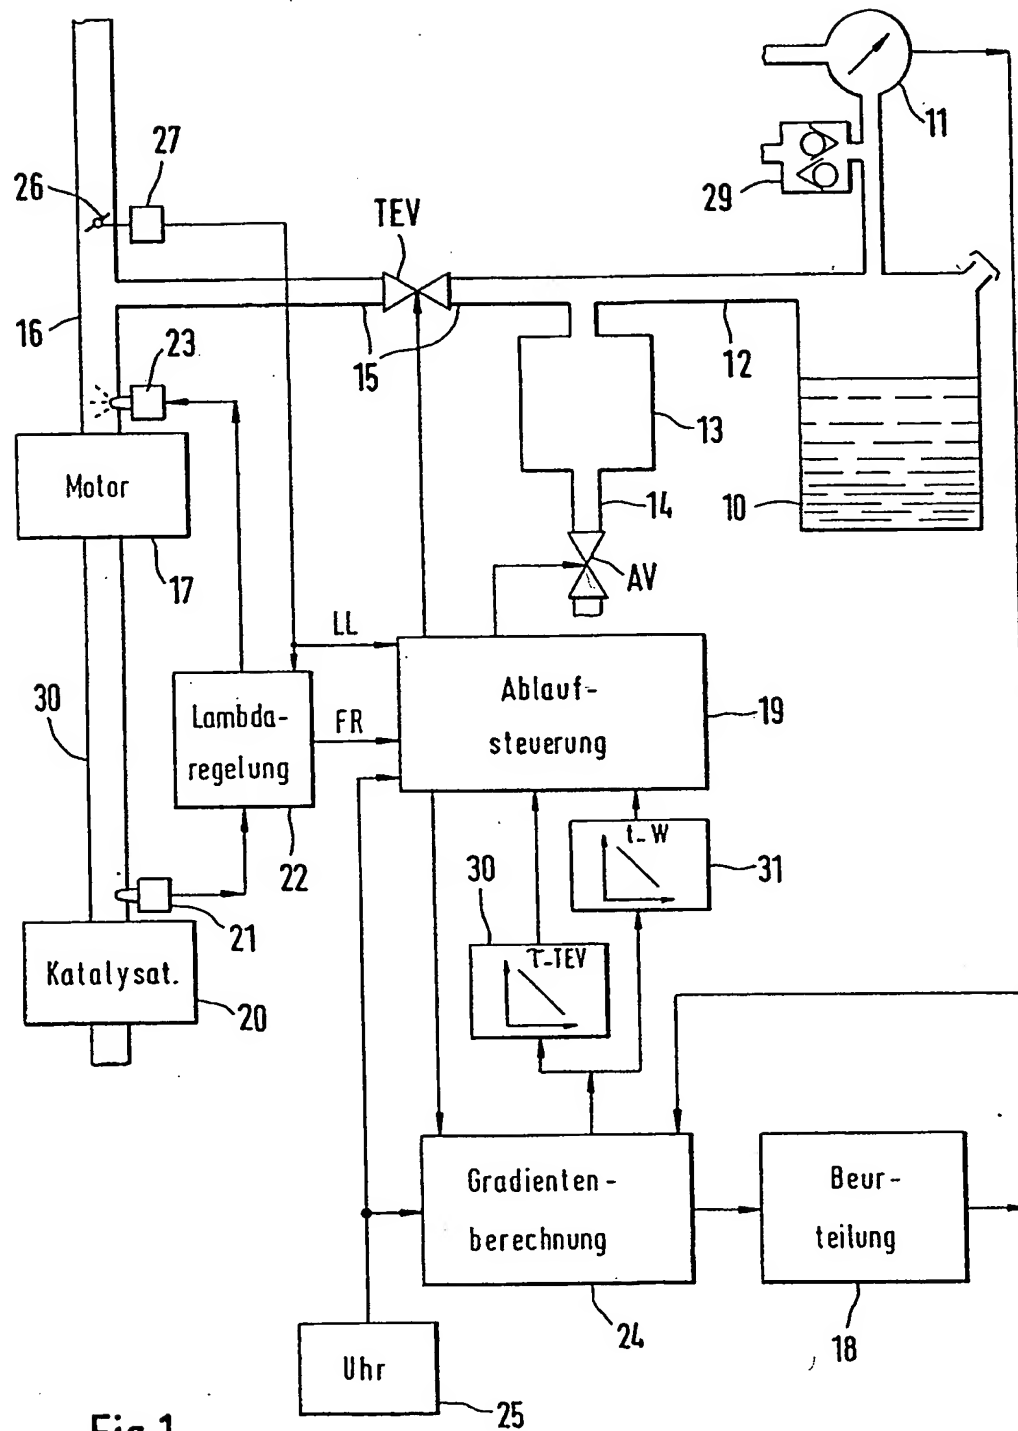 11
27
26
29
TEV
16
23
15
12
13
Motor
14
10
17
AV
LL
30
Lambda-
regelung
FR
Ablauf-
steuerung
19
22
t-W
31
30
21
τ-TEV
Katalysat.
20
Gradienten-
berechnung
Beur-
teilung
24
18
Uhr
25
Fig.1